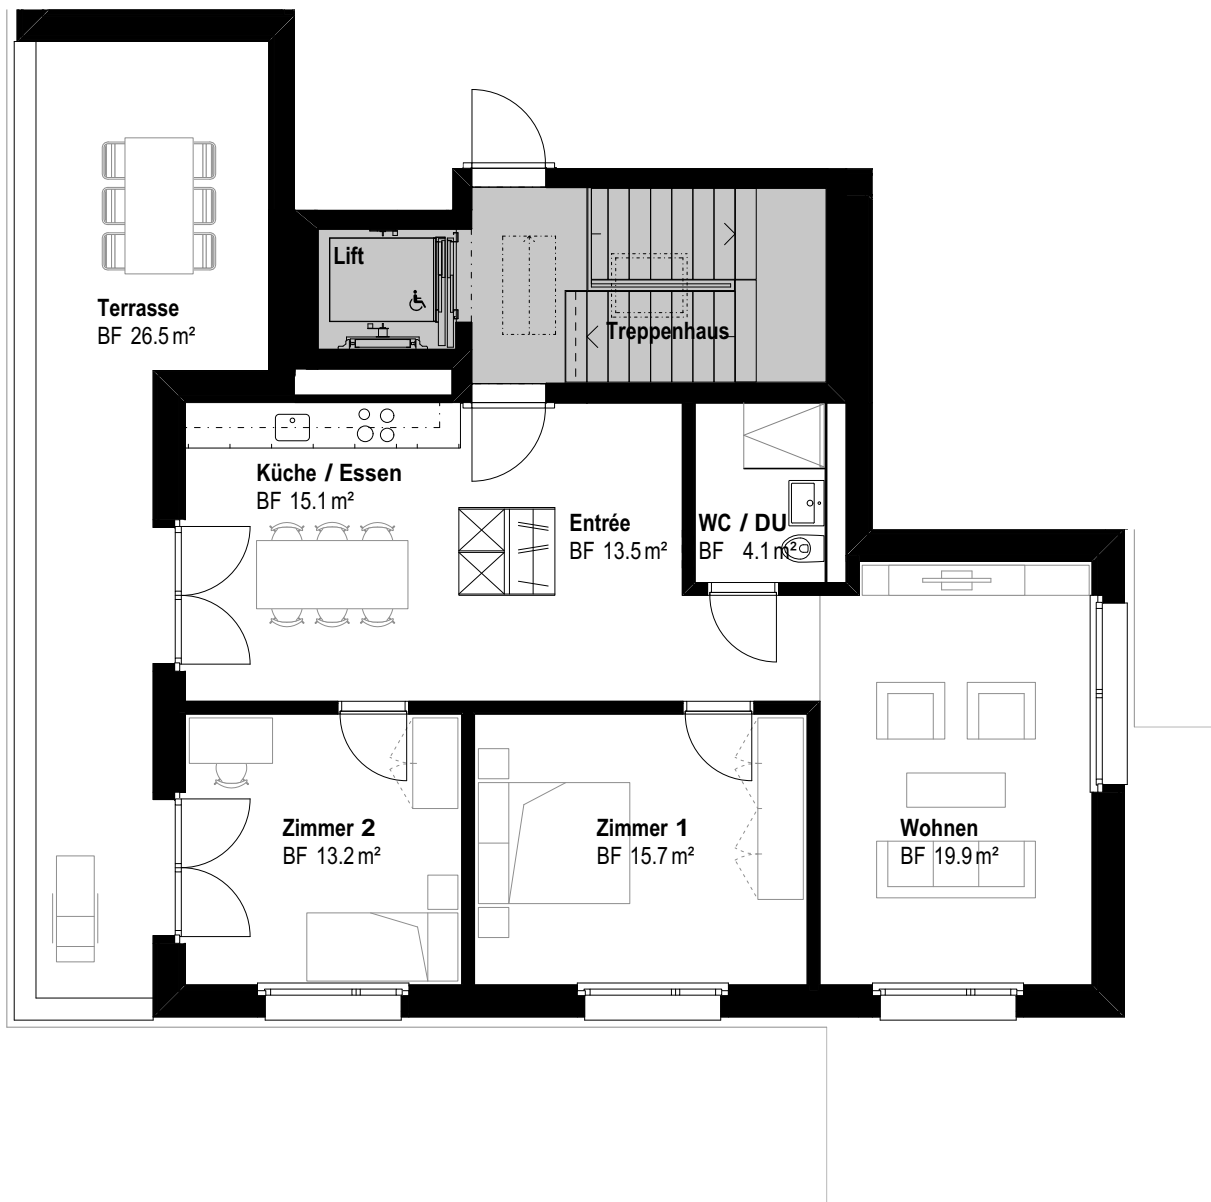 Lift
Terrasse
BF 26.5 m²
Treppenhaus
Küche / Essen
BF 15.1 m²
Entrée
BF 13.5 m²
WC / DU
BF 4.1 m²
Zimmer 2
BF 13.2 m²
Zimmer 1
BF 15.7 m²
Wohnen
BF 19.9 m²